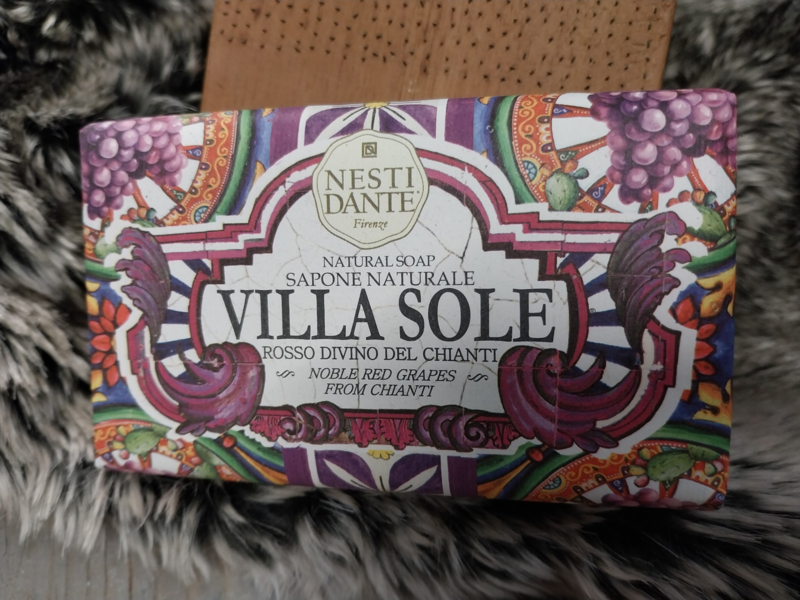 NESTI
DANTE
Firenze
NATURAL SOAP
SAPONE NATURALE
VILLA SOLE
ROSSO DIVINO DEL CHIANTI
NOBLE RED GRAPES
FROM CHIANTI